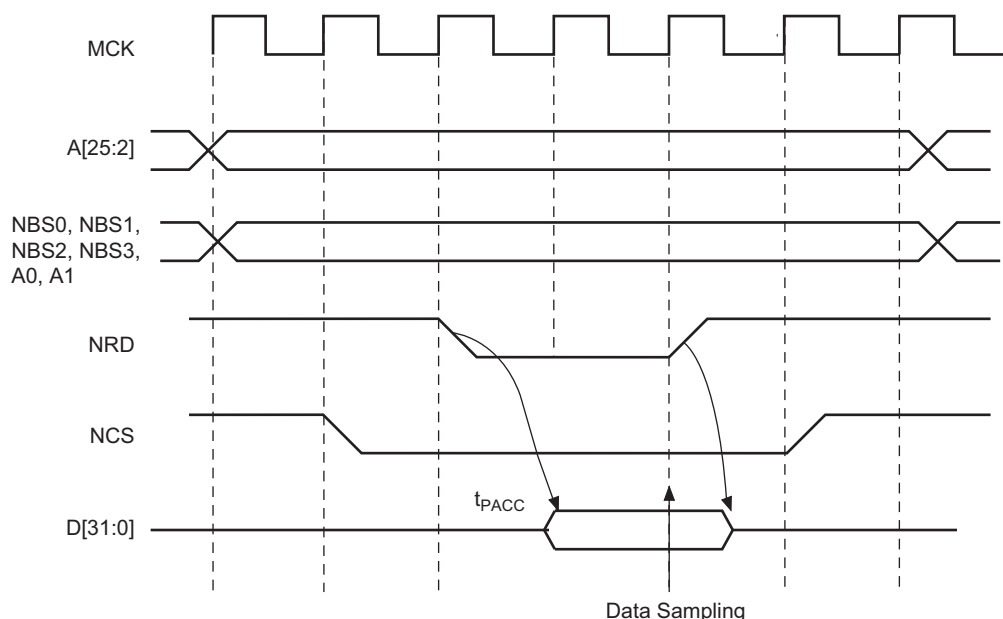 MCK
A[25:2]
NBS0, NBS1,
NBS2, NBS3,
A0, A1
NRD
NCS
tPACC
D[31:0]
Data Sampling